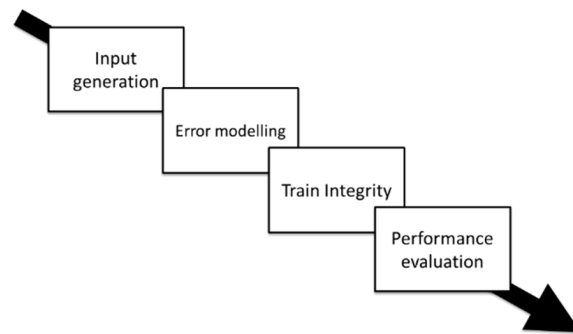 Input
generation
Error modelling
Train Integrity
Performance
evaluation